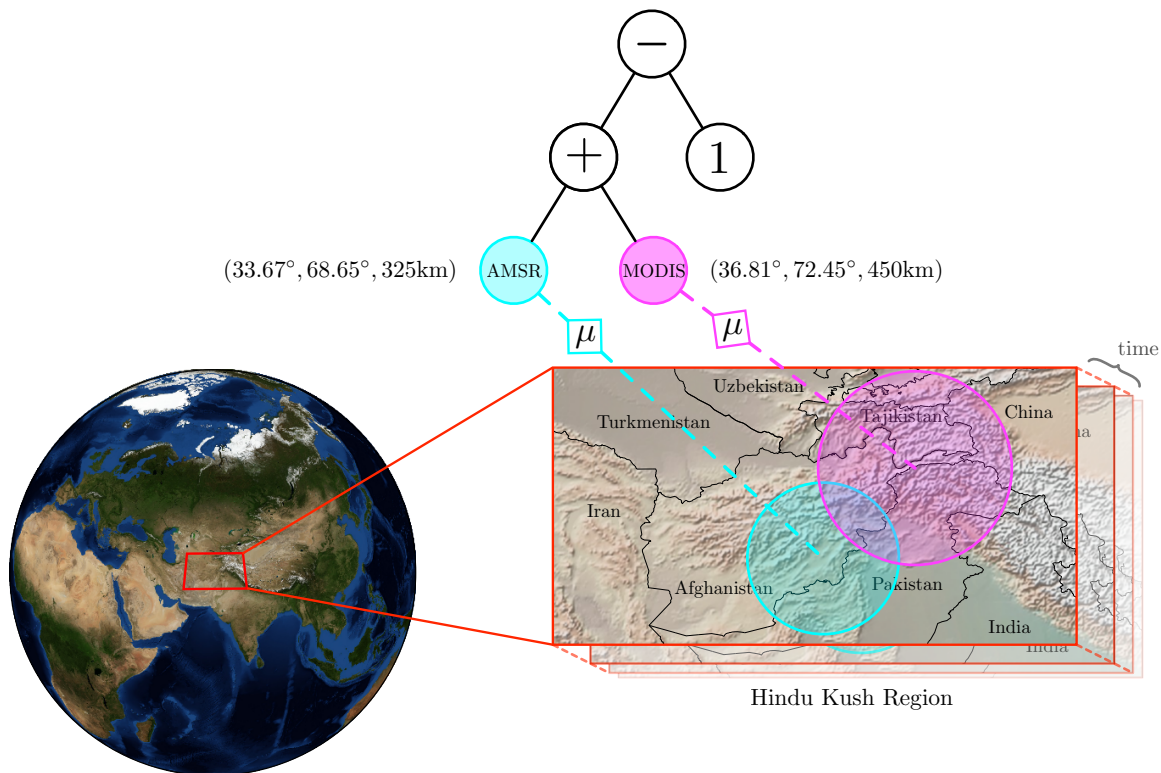 −
+
1
(33.67°, 68.65°, 325km)
AMSR
MODIS
(36.81°, 72.45°, 450km)
μ
μ
time
Uzbekistan
Tajikistan
China
na
Turkmenistan
Iran
Afghanistan
Pakistan
India
India
Hindu Kush Region